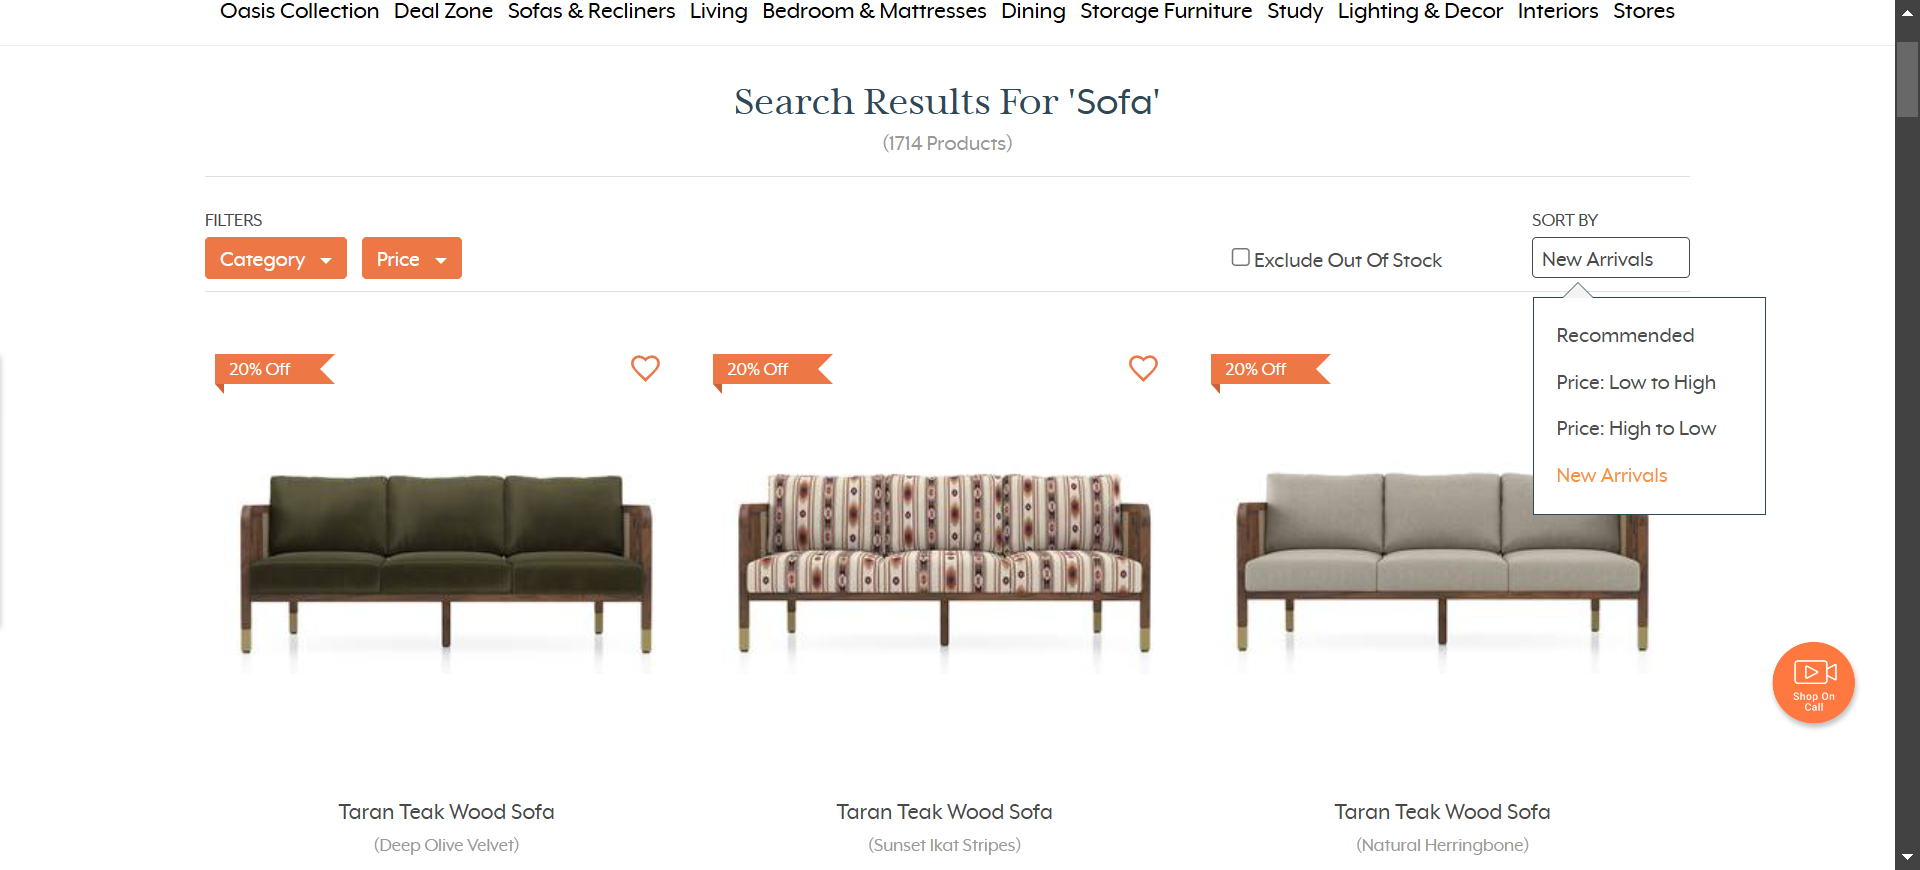 Oasis Collection Deal Zone Sofas & Recliners Living Bedroom & Mattresses Dining Storage Furniture Study Lighting & Decor Interiors Stores
Search Results For 'Sofa'
(1714 Products)
FILTERS
SORT BY
Category
Price
Exclude Out Of Stock
New Arrivals
Recommended
Price: Low to High
Price: High to Low
New Arrivals
20% Off
20% Off
20% Off
Shop On
Call
Taran Teak Wood Sofa
(Deep Olive Velvet)
Taran Teak Wood Sofa
(Sunset Ikat Stripes)
Taran Teak Wood Sofa
(Natural Herringbone)